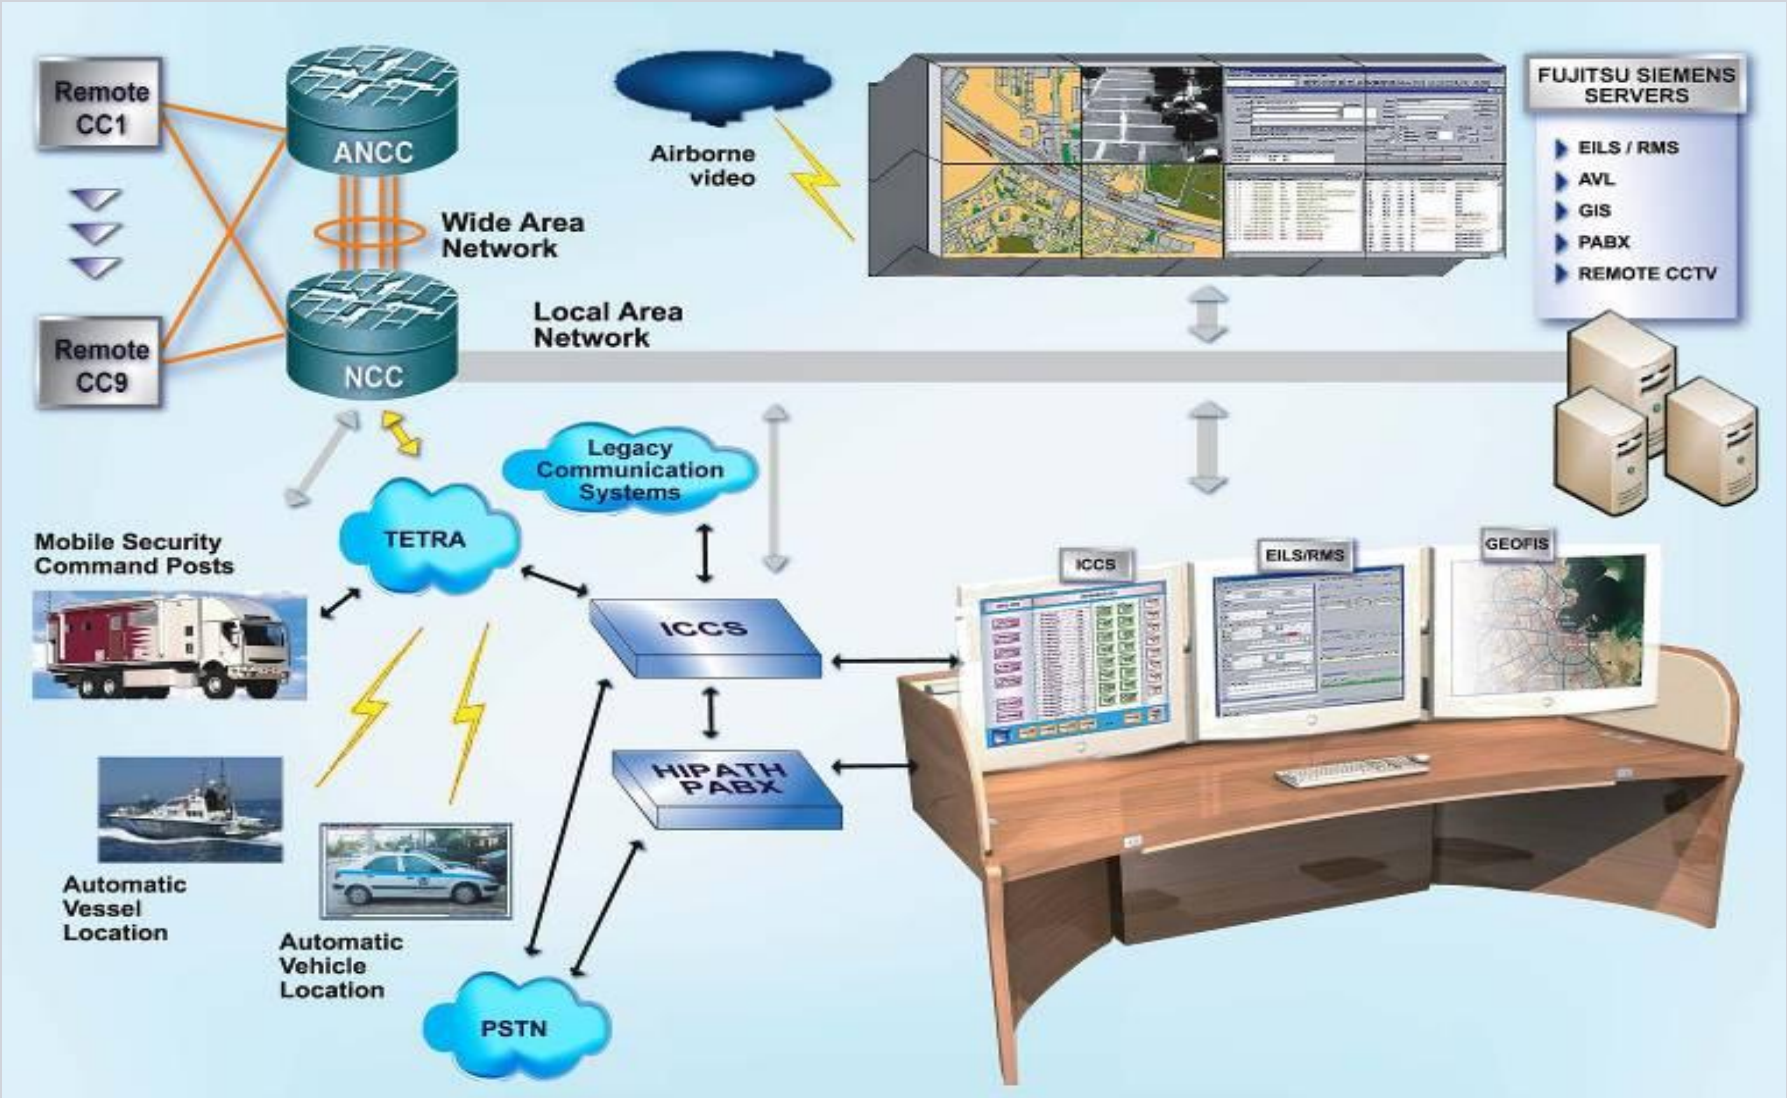 Remote
CC1
ANCC
Wide Area
Network
Remote
CC9
NCC
Local Area
Network
Airborne
video
FUJITSU SIEMENS
SERVERS
EILS / RMS
AVL
GIS
PABX
REMOTE CCTV
Legacy
Communication
Systems
TETRA
Mobile Security
Command Posts
ICCS
HIPATH
PABX
ICCS
EILS/RMS
GEOFIS
Automatic
Vessel
Location
Automatic
Vehicle
Location
PSTN